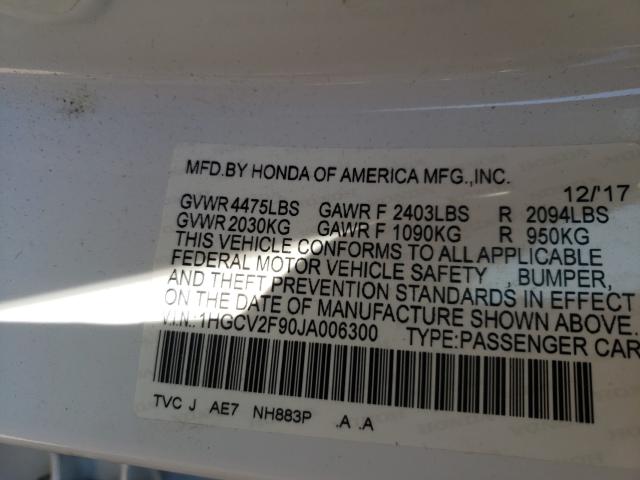 MFD.BY HONDA OF AMERICA MFG.,INC.
12/'17
GVWR 4475LBS GAWR F 2403LBS R 2094LBS
GVWR 2030KG GAWR F 1090KG R 950KG
THIS VEHICLE CONFORMS TO ALL APPLICABLE
FEDERAL MOTOR VEHICLE SAFETY , BUMPER,
AND THEFT PREVENTION STANDARDS IN EFFECT
ON THE DATE OF MANUFACTURE SHOWN ABOVE.
V.I.N.:1HGCV2F90JA006300 TYPE:PASSENGER CAR
TVC J AE7 NH883P .A .A